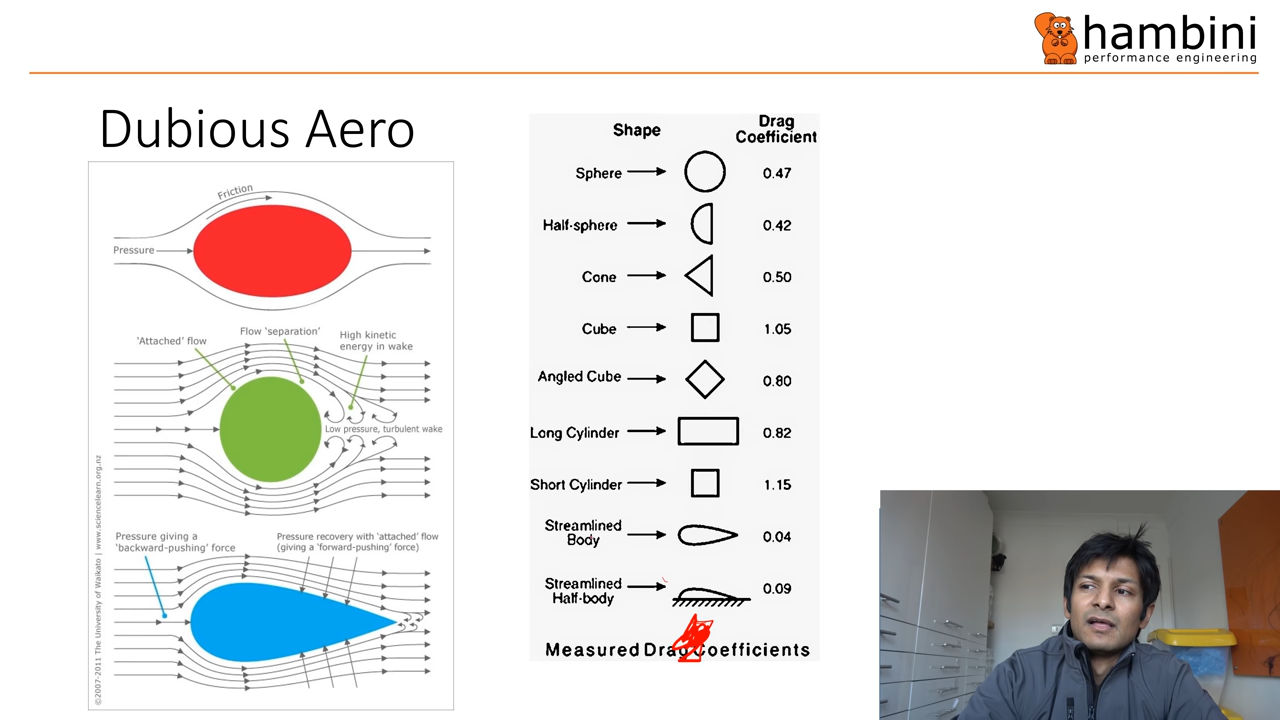 hambini
performance engineering
Dubious Aero
Friction
Pressure
'Attached' flow
Flow 'separation'
High kinetic
energy in wake
Low pressure, turbulent wake
Pressure giving a
'backward-pushing' force
Pressure recovery with 'attached' flow
(giving a 'forward-pushing' force)
©2007-2011 The University of Waikato | www.sciencelearn.org.nz
Shape
Drag
Coefficient
Sphere 0.47
Half-sphere 0.42
Cone 0.50
Cube 1.05
Angled Cube 0.80
Long Cylinder 0.82
Short Cylinder 1.15
Streamlined
Body 0.04
Streamlined
Half-body 0.09
Measured Drag Coefficients